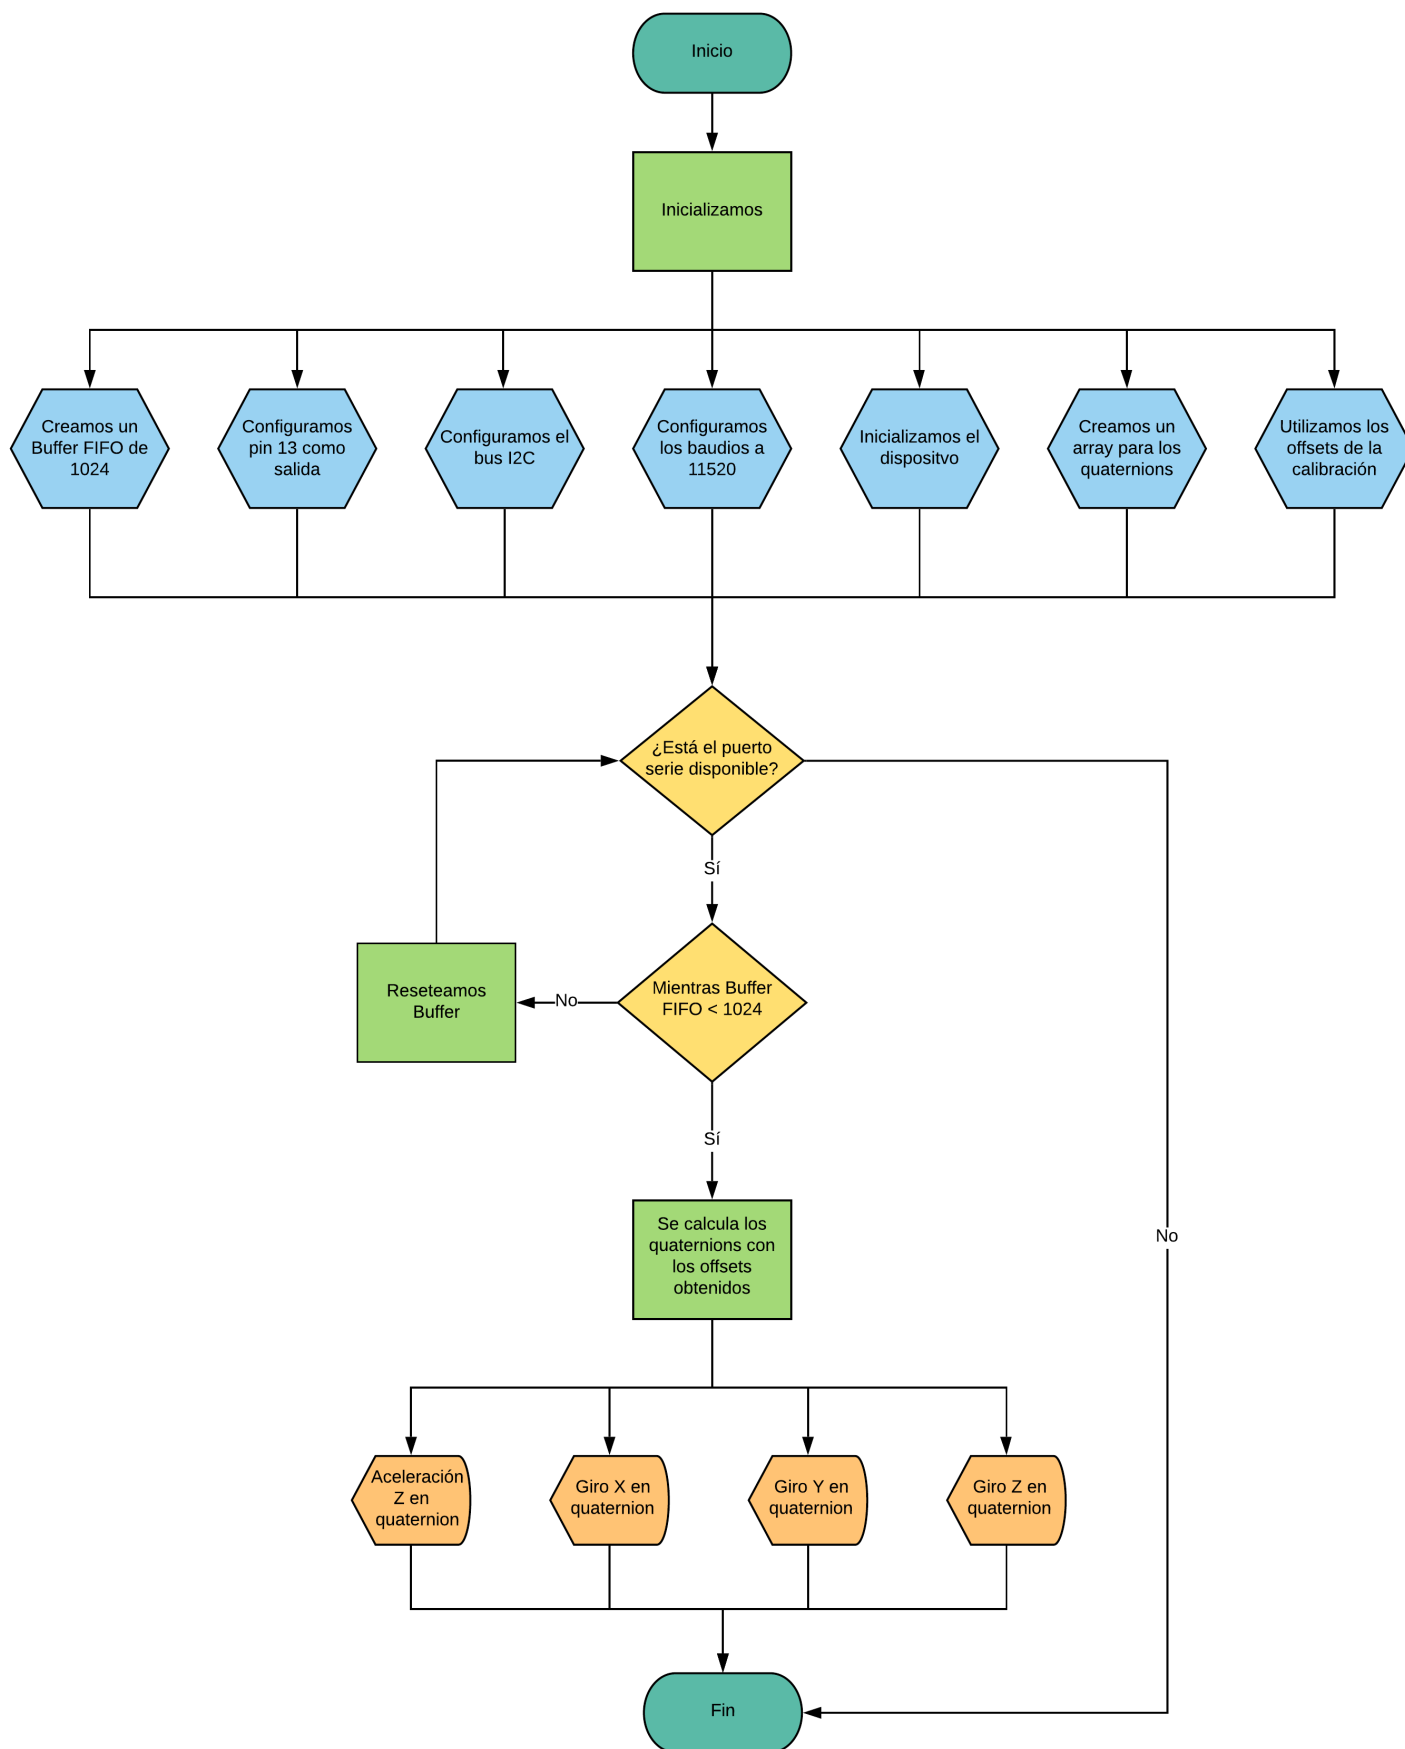 Inicio
Inicializamos
Creamos un
Buffer FIFO de
1024
Configuramos
pin 13 como
salida
Configuramos el
bus I2C
Configuramos
los baudios a
11520
Inicializamos el
dispositvo
Creamos un
array para los
quaternions
Utilizamos los
offsets de la
calibración
¿Está el puerto
serie disponible?
Sí
Reseteamos
Buffer
No
Mientras Buffer
FIFO < 1024
Sí
Se calcula los
quaternions con
los offsets
obtenidos
No
Aceleración
Z en
quaternion
Giro X en
quaternion
Giro Y en
quaternion
Giro Z en
quaternion
Fin